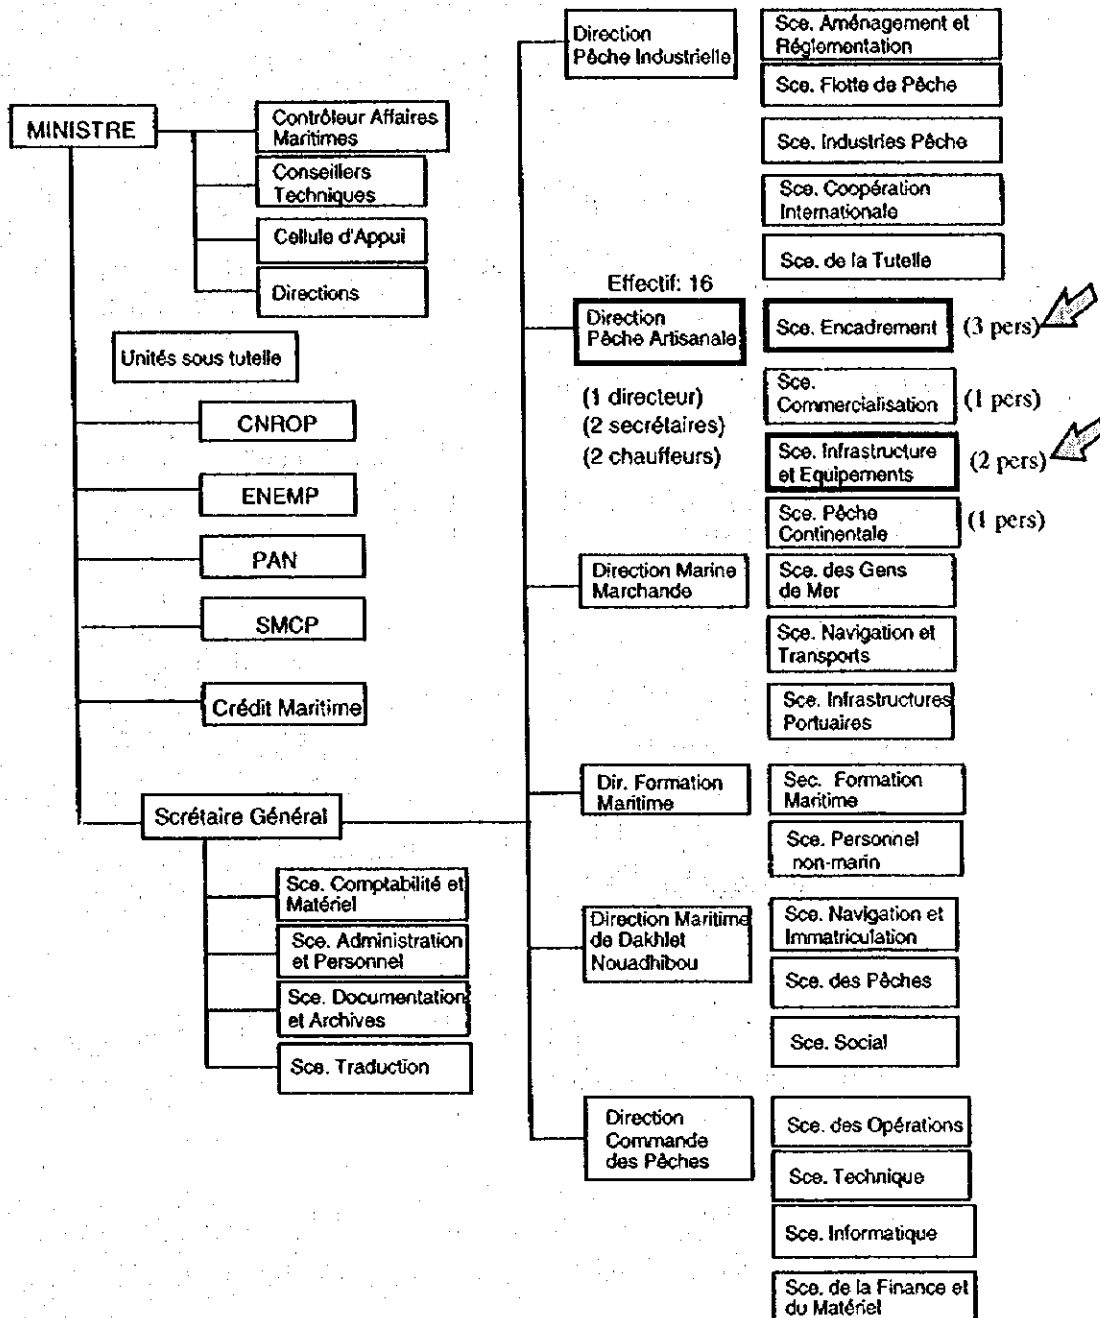 MINISTRE
Contrôleur Affaires
Maritimes
Conseillers
Techniques
Cellule d'Appui
Directions
Unités sous tutelle
CNROP
ENEMP
PAN
SMCP
Crédit Maritime
Scrétaire Général
Sce. Comptabilité et
Matériel
Sce. Administration
et Personnel
Sce. Documentation
et Archives
Sce. Traduction
Direction
Pêche Industrielle
Sce. Aménagement et
Réglementation
Sce. Flotte de Pêche
Sce. Industries Pêche
Sce. Coopération
Internationale
Sce. de la Tutelle
Effectif: 16
Direction
Pêche Artisanale
(1 directeur)
(2 secrétaires)
(2 chauffeurs)
Sce. Encadrement
(3 pers)
Sce.
Commercialisation
(1 pers)
Sce. Infrastructure
et Equipements
(2 pers)
Sce. Pêche
Continentale
(1 pers)
Direction Marine
Marchande
Sce. des Gens
de Mer
Sce. Navigation et
Transports
Sce. Infrastructures
Portuaires
Dir. Formation
Maritime
Sec. Formation
Maritime
Sce. Personnel
non-marin
Direction Maritime
de Dakhlet
Nouadhibou
Sce. Navigation et
Immatriculation
Sce. des Pêches
Sce. Social
Direction
Commande
des Pêches
Sce. des Opérations
Sce. Technique
Sce. Informatique
Sce. de la Finance et
du Matériel